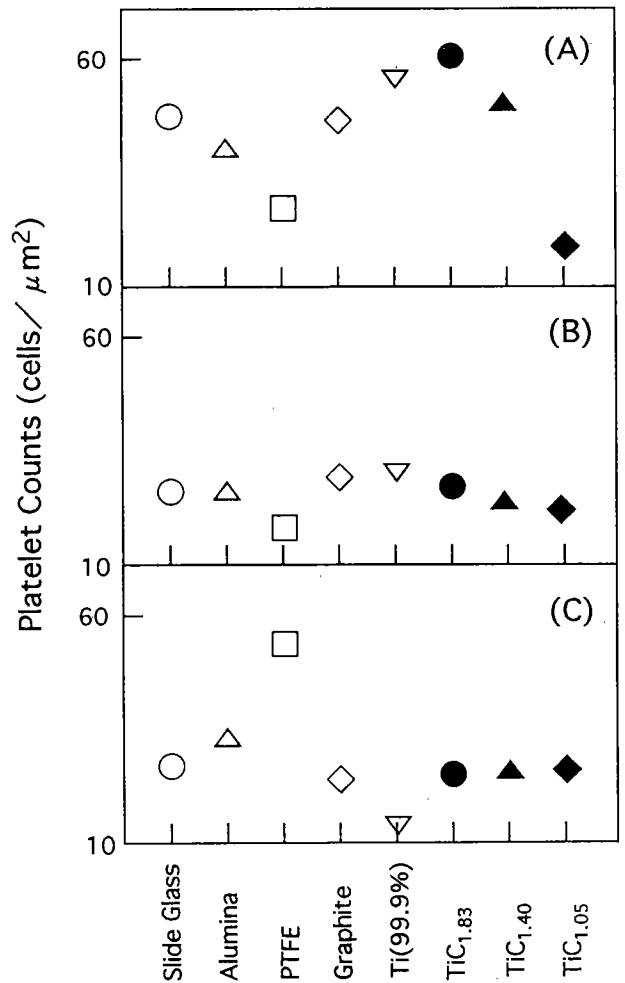 60
(A)
10
60
(B)
Platelet Counts (cells/ μm²)
10
60
(C)
10
Slide Glass
Alumina
PTFE
Graphite
Ti(99.9%)
TiC₁.₈₃
TiC₁.₄₀
TiC₁.₀₅